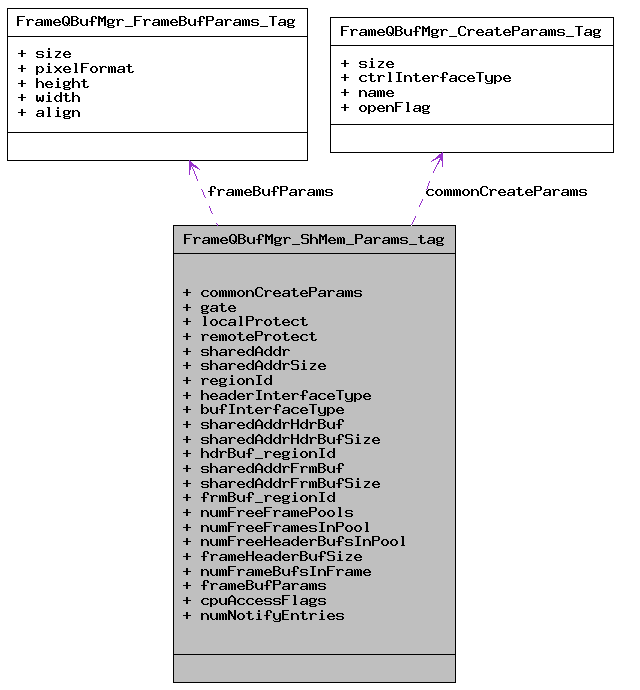 FrameQBufMgr_FrameBufParams_Tag
+ size
+ pixelFormat
+ height
+ width
+ align
FrameQBufMgr_CreateParams_Tag
+ size
+ ctrlInterfaceType
+ name
+ openFlag
frameBufParams
commonCreateParams
FrameQBufMgr_ShMem_Params_tag
+ commonCreateParams
+ gate
+ localProtect
+ remoteProtect
+ sharedAddr
+ sharedAddrSize
+ regionId
+ headerInterfaceType
+ bufInterfaceType
+ sharedAddrHdrBuf
+ sharedAddrHdrBufSize
+ hdrBuf_regionId
+ sharedAddrFrmBuf
+ sharedAddrFrmBufSize
+ frmBuf_regionId
+ numFreeFramePools
+ numFreeFramesInPool
+ numFreeHeaderBufsInPool
+ frameHeaderBufSize
+ numFrameBufsInFrame
+ frameBufParams
+ cpuAccessFlags
+ numNotifyEntries